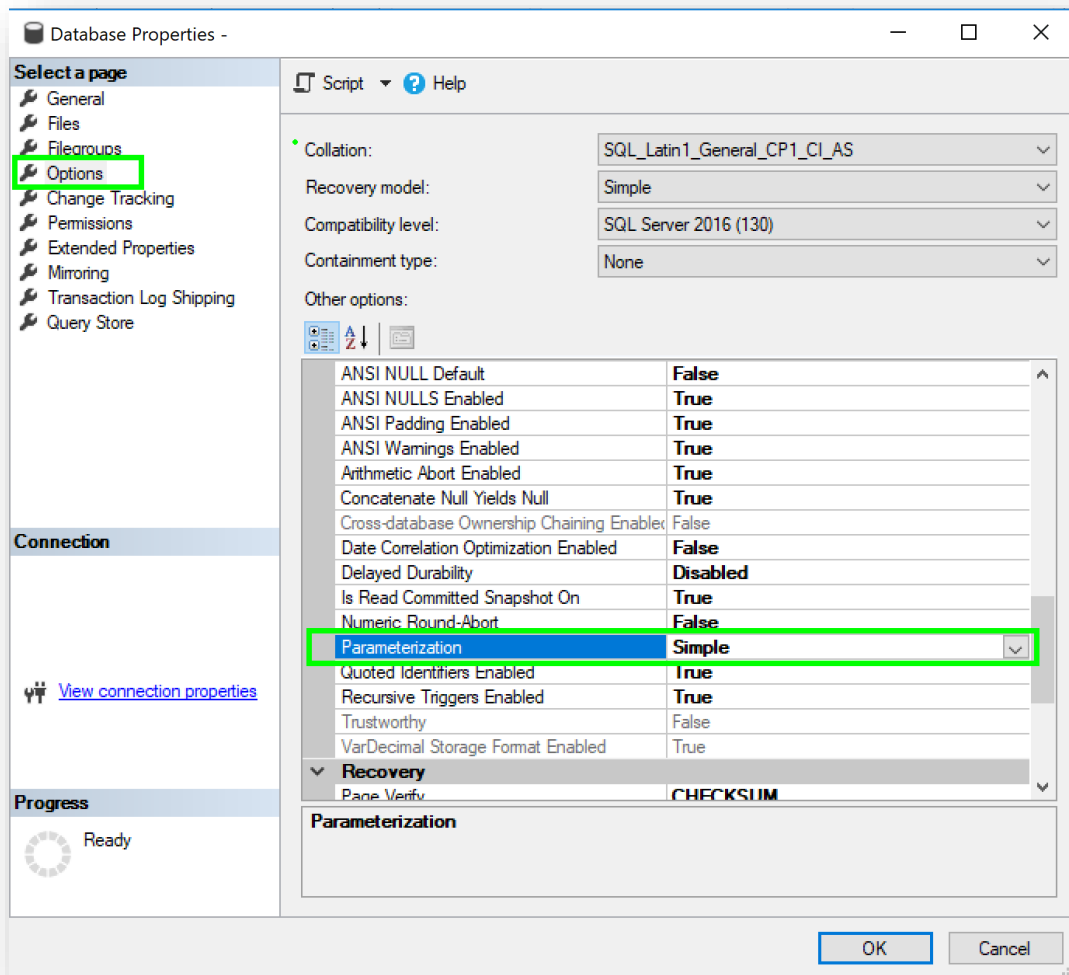 Database Properties -
Select a page
General
Files
Filegroups
Options
Change Tracking
Permissions
Extended Properties
Mirroring
Transaction Log Shipping
Query Store
Connection
View connection properties
Progress
Ready
Script Help
Collation: SQL_Latin1_General_CP1_CI_AS
Recovery model: Simple
Compatibility level: SQL Server 2016 (130)
Containment type: None
Other options:
ANSI NULL Default False
ANSI NULLS Enabled True
ANSI Padding Enabled True
ANSI Warnings Enabled True
Arithmetic Abort Enabled True
Concatenate Null Yields Null True
Cross-database Ownership Chaining Enabled False
Date Correlation Optimization Enabled False
Delayed Durability Disabled
Is Read Committed Snapshot On True
Numeric Round-Abort False
Parameterization Simple
Quoted Identifiers Enabled True
Recursive Triggers Enabled True
Trustworthy False
VarDecimal Storage Format Enabled True
Recovery
Page Verify CHECKSUM
Parameterization
OK Cancel